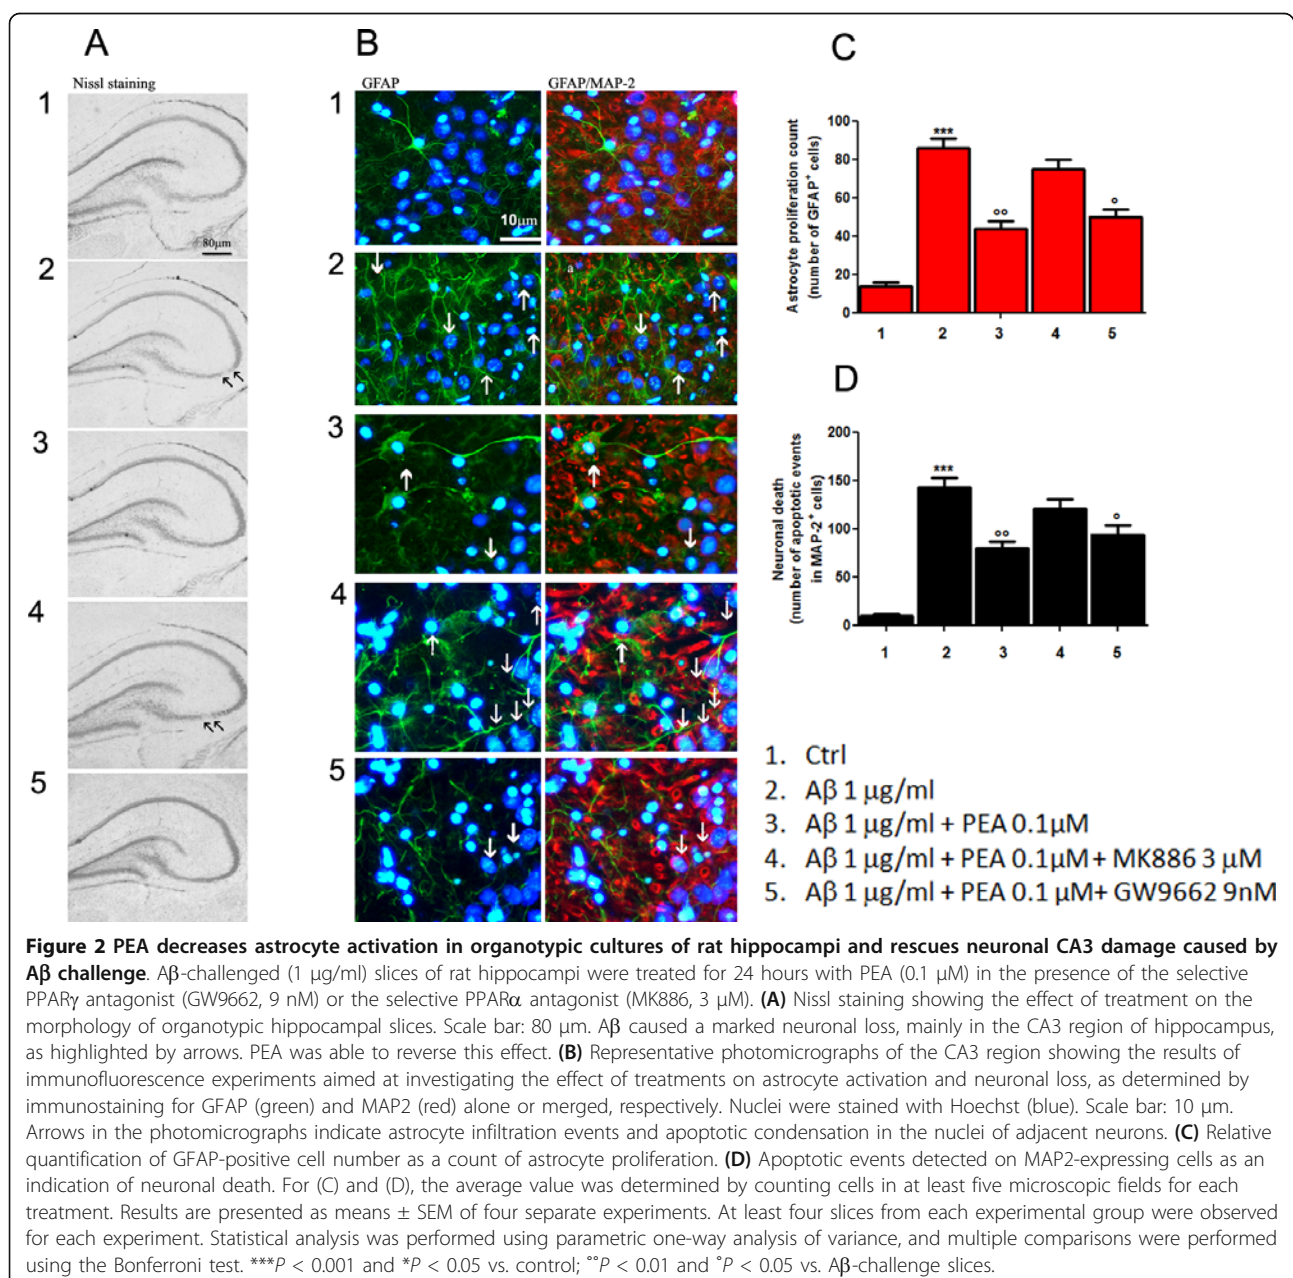 A
Nissl staining
1
80µm
2
3
4
5
B
GFAP
GFAP/MAP-2
1
10µm
2
a
3
4
5
C
Astrocyte proliferation count
(number of GFAP⁺ cells)
100
80
60
40
20
0
***
°°
°
1 2 3 4 5
D
Neuronal death
(number of apoptotic events
in MAP-2⁺ cells)
200
150
100
50
0
***
°°
°
1 2 3 4 5
1. Ctrl
2. Aβ 1 µg/ml
3. Aβ 1 µg/ml + PEA 0.1µM
4. Aβ 1 µg/ml + PEA 0.1µM + MK886 3 µM
5. Aβ 1 µg/ml + PEA 0.1 µM+ GW9662 9nM
Figure 2 PEA decreases astrocyte activation in organotypic cultures of rat hippocampi and rescues neuronal CA3 damage caused by
Aβ challenge. Aβ-challenged (1 µg/ml) slices of rat hippocampi were treated for 24 hours with PEA (0.1 µM) in the presence of the selective
PPARγ antagonist (GW9662, 9 nM) or the selective PPARα antagonist (MK886, 3 µM). (A) Nissl staining showing the effect of treatment on the
morphology of organotypic hippocampal slices. Scale bar: 80 µm. Aβ caused a marked neuronal loss, mainly in the CA3 region of hippocampus,
as highlighted by arrows. PEA was able to reverse this effect. (B) Representative photomicrographs of the CA3 region showing the results of
immunofluorescence experiments aimed at investigating the effect of treatments on astrocyte activation and neuronal loss, as determined by
immunostaining for GFAP (green) and MAP2 (red) alone or merged, respectively. Nuclei were stained with Hoechst (blue). Scale bar: 10 µm.
Arrows in the photomicrographs indicate astrocyte infiltration events and apoptotic condensation in the nuclei of adjacent neurons. (C) Relative
quantification of GFAP-positive cell number as a count of astrocyte proliferation. (D) Apoptotic events detected on MAP2-expressing cells as an
indication of neuronal death. For (C) and (D), the average value was determined by counting cells in at least five microscopic fields for each
treatment. Results are presented as means ± SEM of four separate experiments. At least four slices from each experimental group were observed
for each experiment. Statistical analysis was performed using parametric one-way analysis of variance, and multiple comparisons were performed
using the Bonferroni test. ***P < 0.001 and *P < 0.05 vs. control; °°P < 0.01 and °P < 0.05 vs. Aβ-challenge slices.